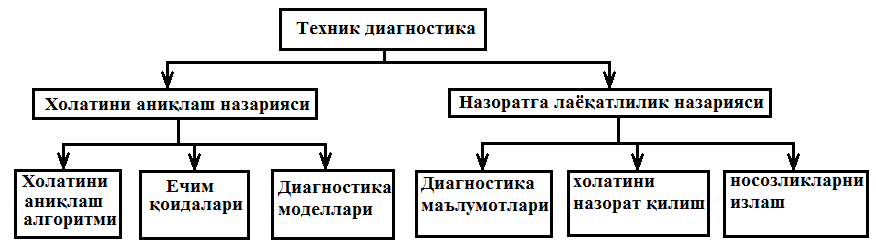 Техник диагностика
Холатини аниқлаш назарияси
Назоратга лаёқатлилик назарияси
Холатини
аниқлаш
алгоритми
Ечим
қоидалари
Диагностика
моделлари
Диагностика
маълумотлари
холатини
назорат қилиш
носозликларни
излаш